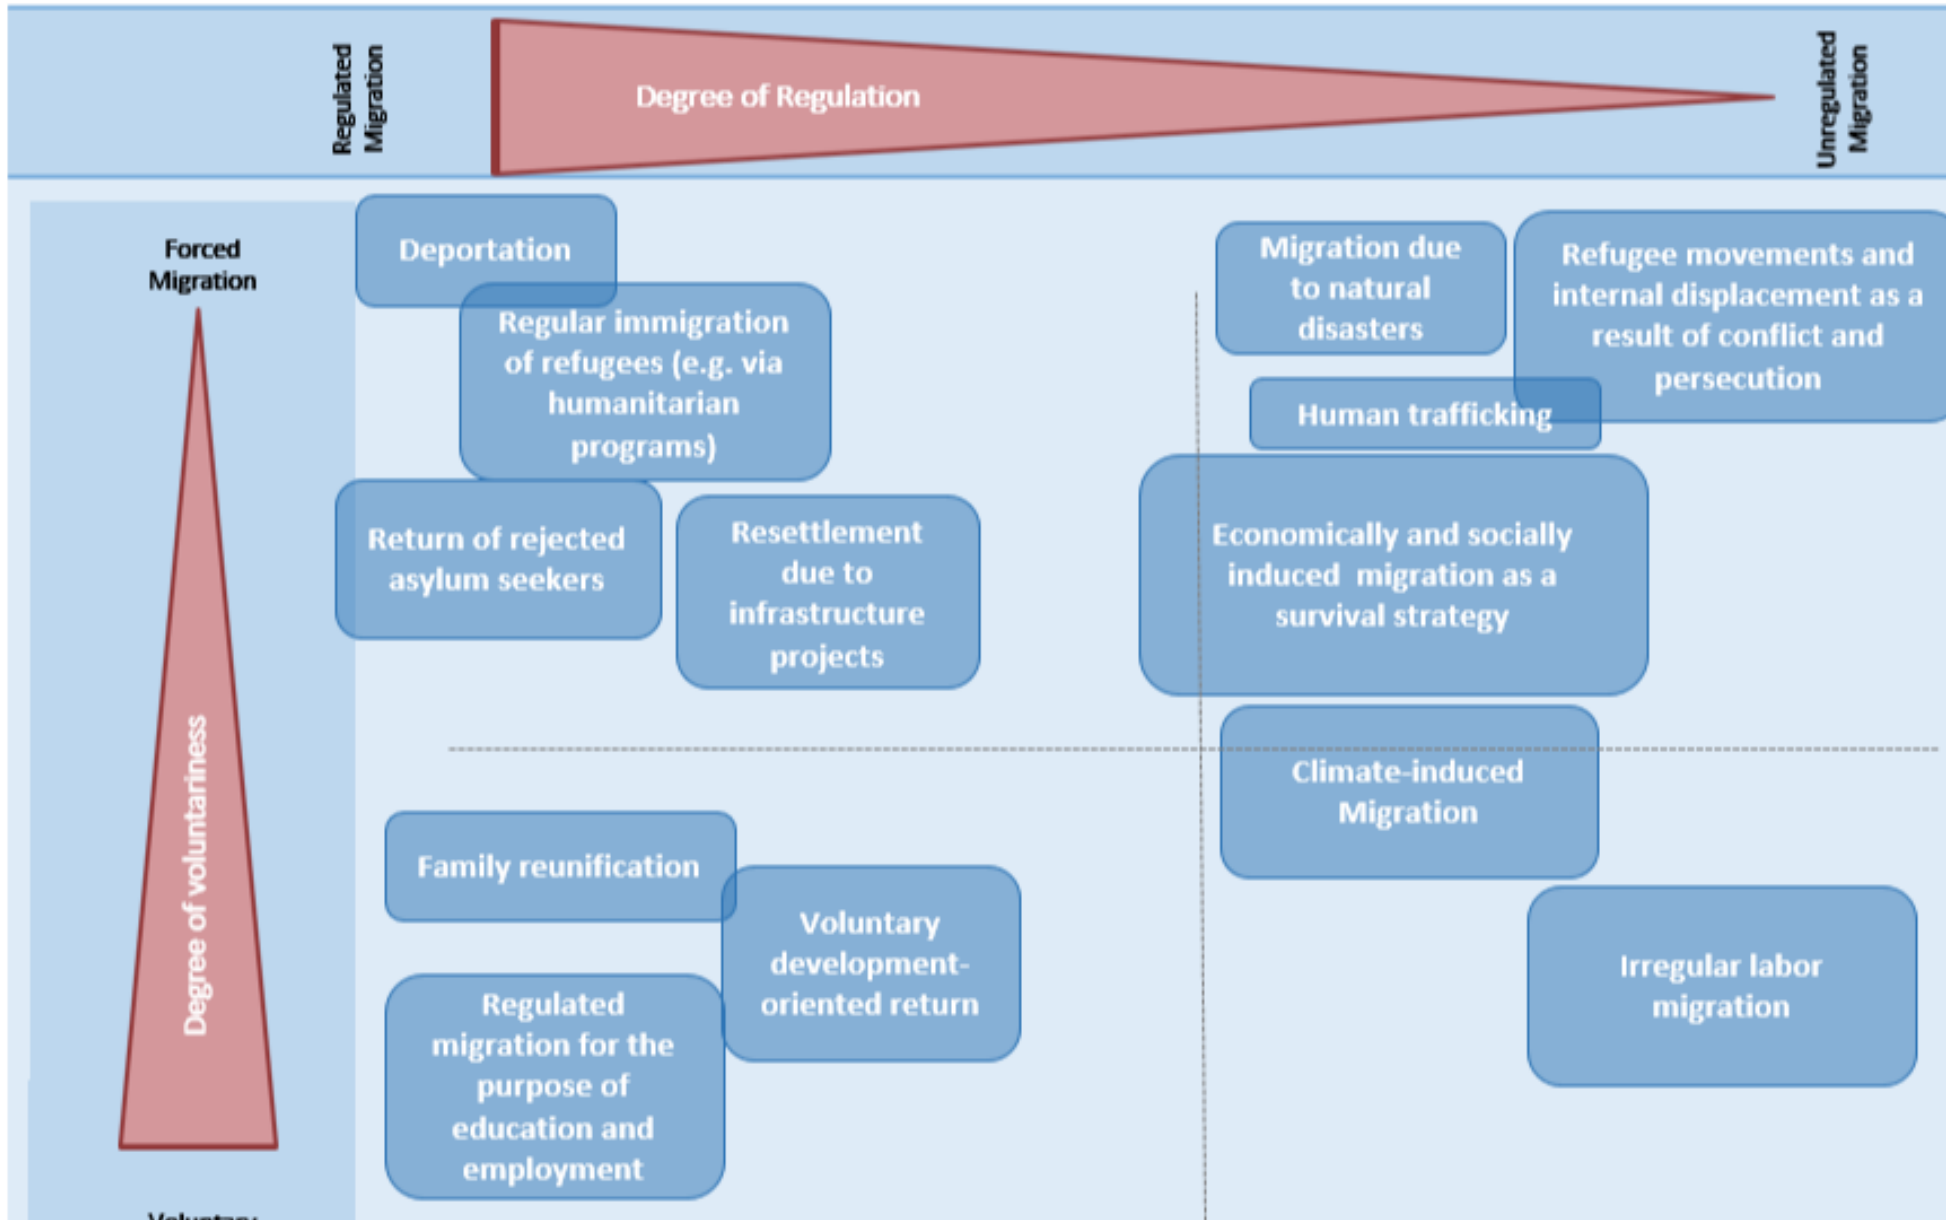 Regulated
Migration
Degree of Regulation
Unregulated
Migration
Forced
Migration
Degree of voluntariness
Voluntary
Deportation
Regular immigration
of refugees (e.g. via
humanitarian
programs)
Return of rejected
asylum seekers
Resettlement
due to
infrastructure
projects
Migration due
to natural
disasters
Refugee movements and
internal displacement as a
result of conflict and
persecution
Human trafficking
Economically and socially
induced migration as a
survival strategy
Climate-induced
Migration
Family reunification
Voluntary
development-
oriented return
Regulated
migration for the
purpose of
education and
employment
Irregular labor
migration